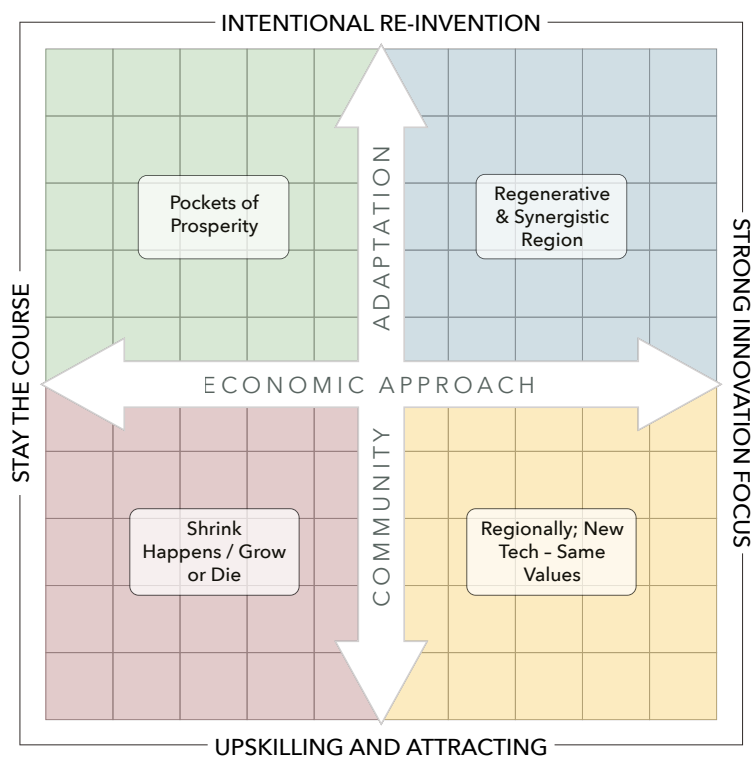 INTENTIONAL RE-INVENTION
Pockets of
Prosperity
Regenerative
& Synergistic
Region
STAY THE COURSE
STRONG INNOVATION FOCUS
COMMUNITY ADAPTATION
ECONOMIC APPROACH
Shrink
Happens / Grow
or Die
Regionally; New
Tech – Same
Values
UPSKILLING AND ATTRACTING